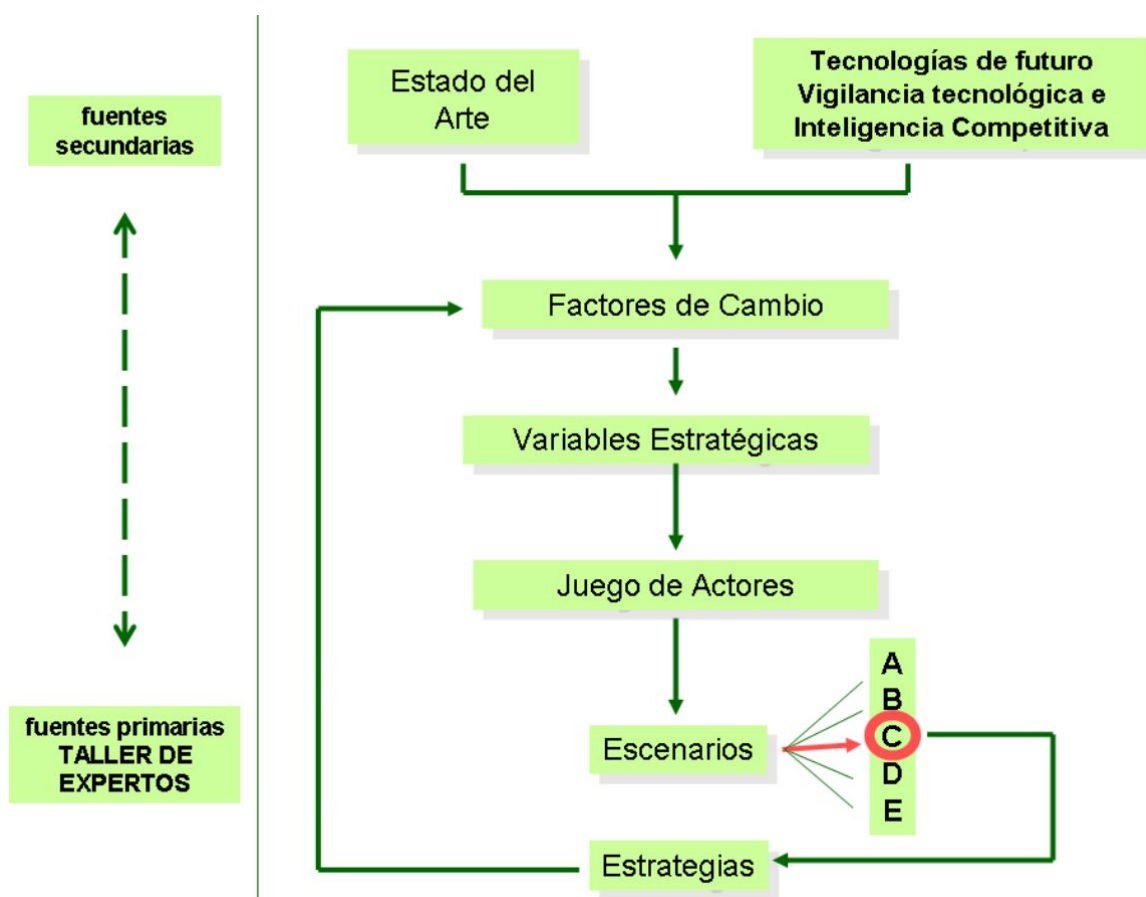 fuentes
secundarias
fuentes primarias
TALLER DE
EXPERTOS
Estado del
Arte
Tecnologías de futuro
Vigilancia tecnológica e
Inteligencia Competitiva
Factores de Cambio
Variables Estratégicas
Juego de Actores
Escenarios
A
B
C
D
E
Estrategias